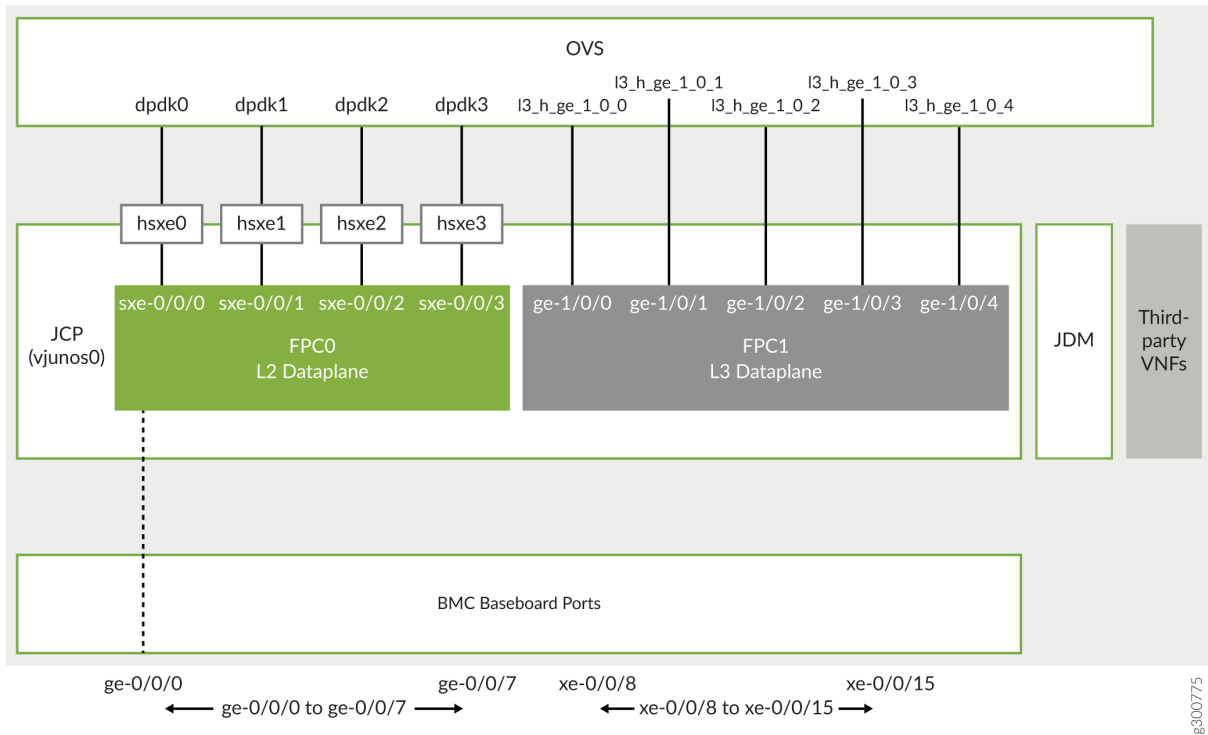 OVS
dpdk0 dpdk1 dpdk2 dpdk3 l3_h_ge_1_0_0 l3_h_ge_1_0_1 l3_h_ge_1_0_2 l3_h_ge_1_0_3 l3_h_ge_1_0_4
hsxe0 hsxe1 hsxe2 hsxe3
JCP
(vjunos0)
sxe-0/0/0 sxe-0/0/1 sxe-0/0/2 sxe-0/0/3
FPC0
L2 Dataplane
ge-1/0/0 ge-1/0/1 ge-1/0/2 ge-1/0/3 ge-1/0/4
FPC1
L3 Dataplane
JDM
Third-
party
VNFs
BMC Baseboard Ports
ge-0/0/0 ge-0/0/7 xe-0/0/8 xe-0/0/15
ge-0/0/0 to ge-0/0/7 xe-0/0/8 to xe-0/0/15
g300775